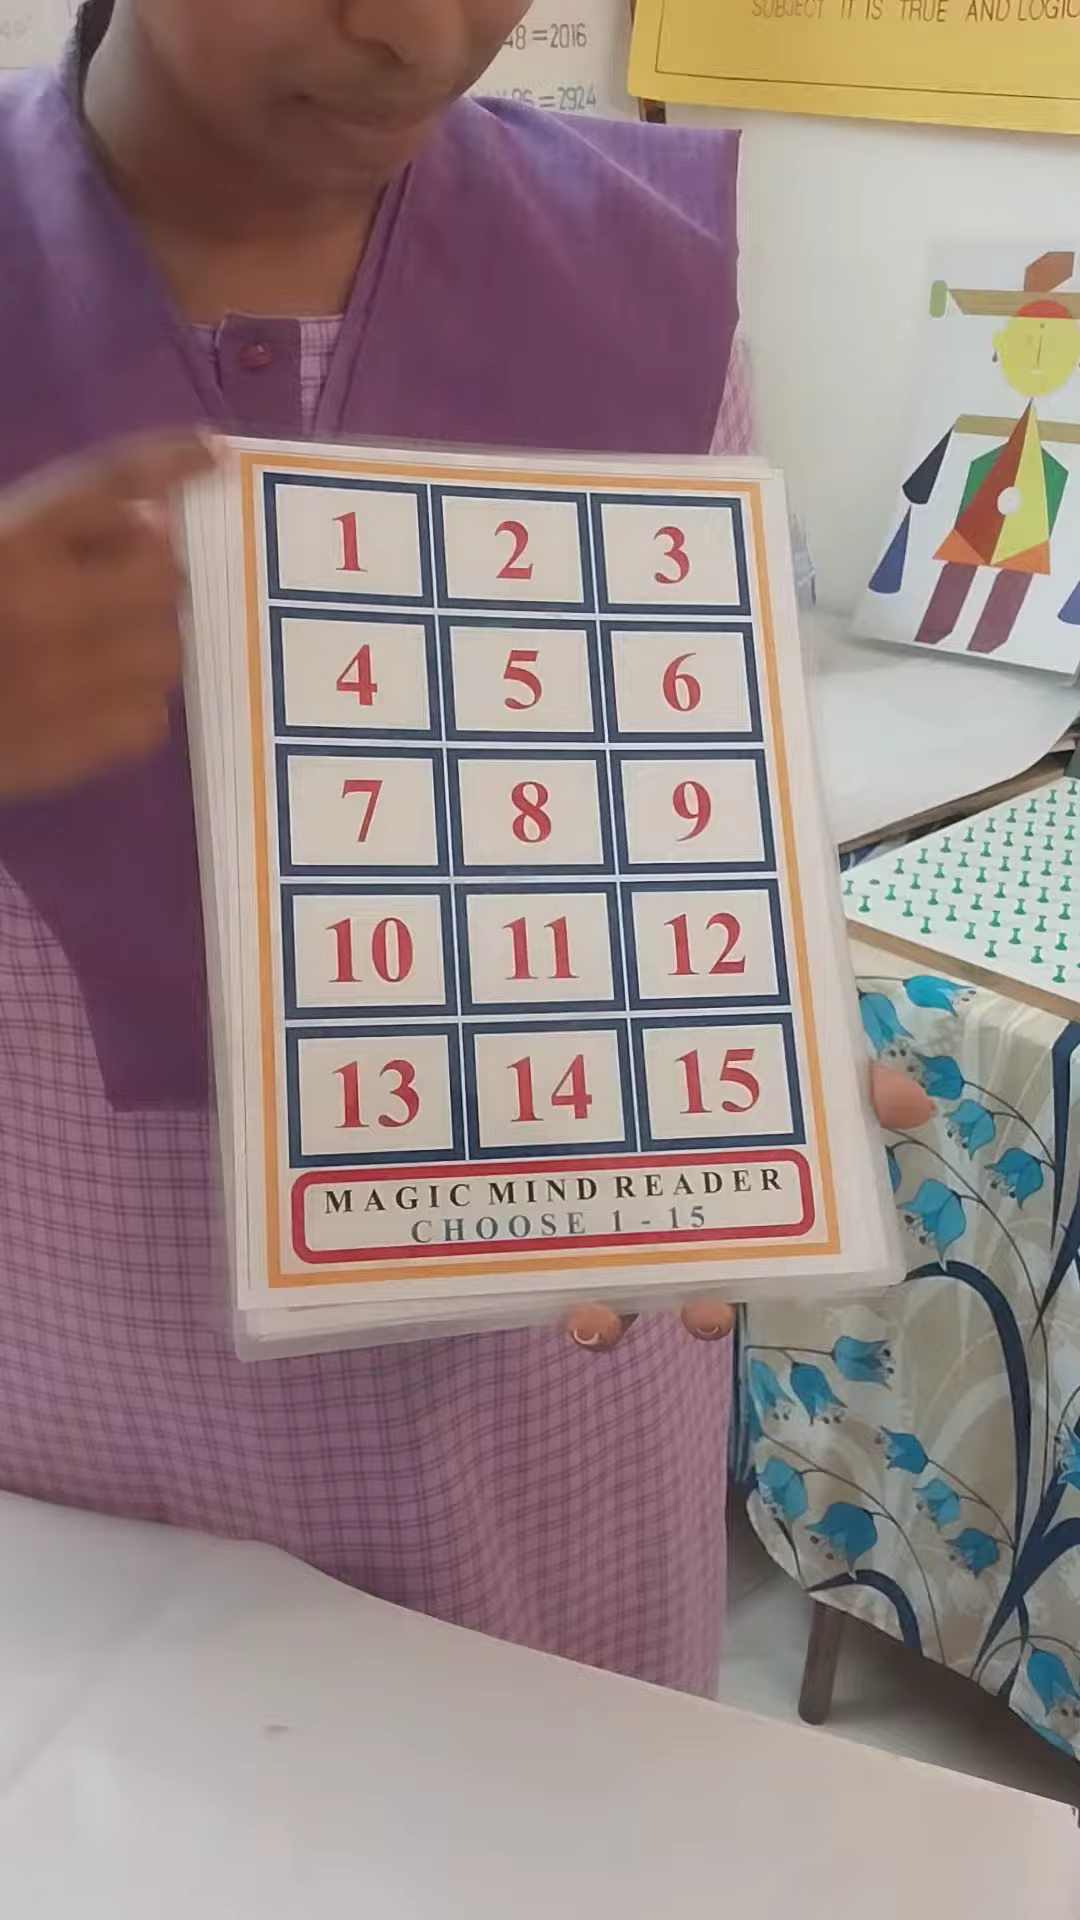 48 = 2016
= 2924
SUBJECT IT IS TRUE AND LOGIC
1 2 3
4 5 6
7 8 9
10 11 12
13 14 15
MAGIC MIND READER
CHOOSE 1 - 15